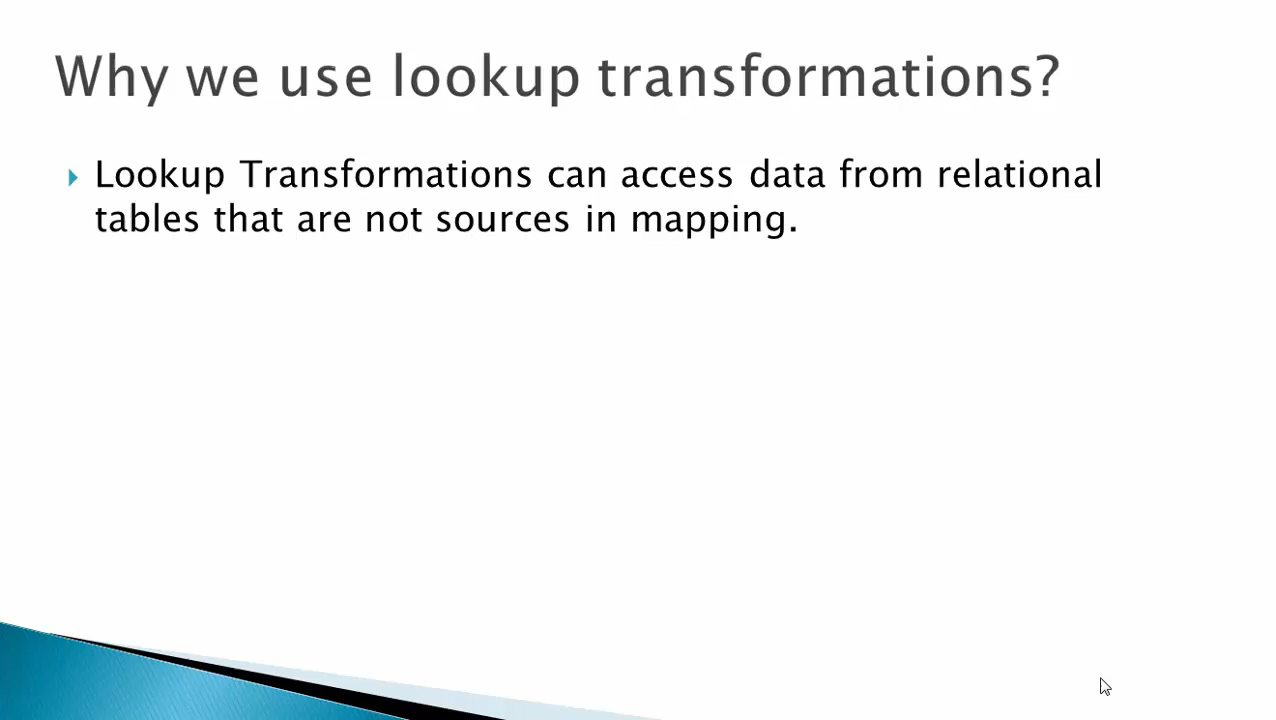 Why we use lookup transformations?
Lookup Transformations can access data from relational
tables that are not sources in mapping.